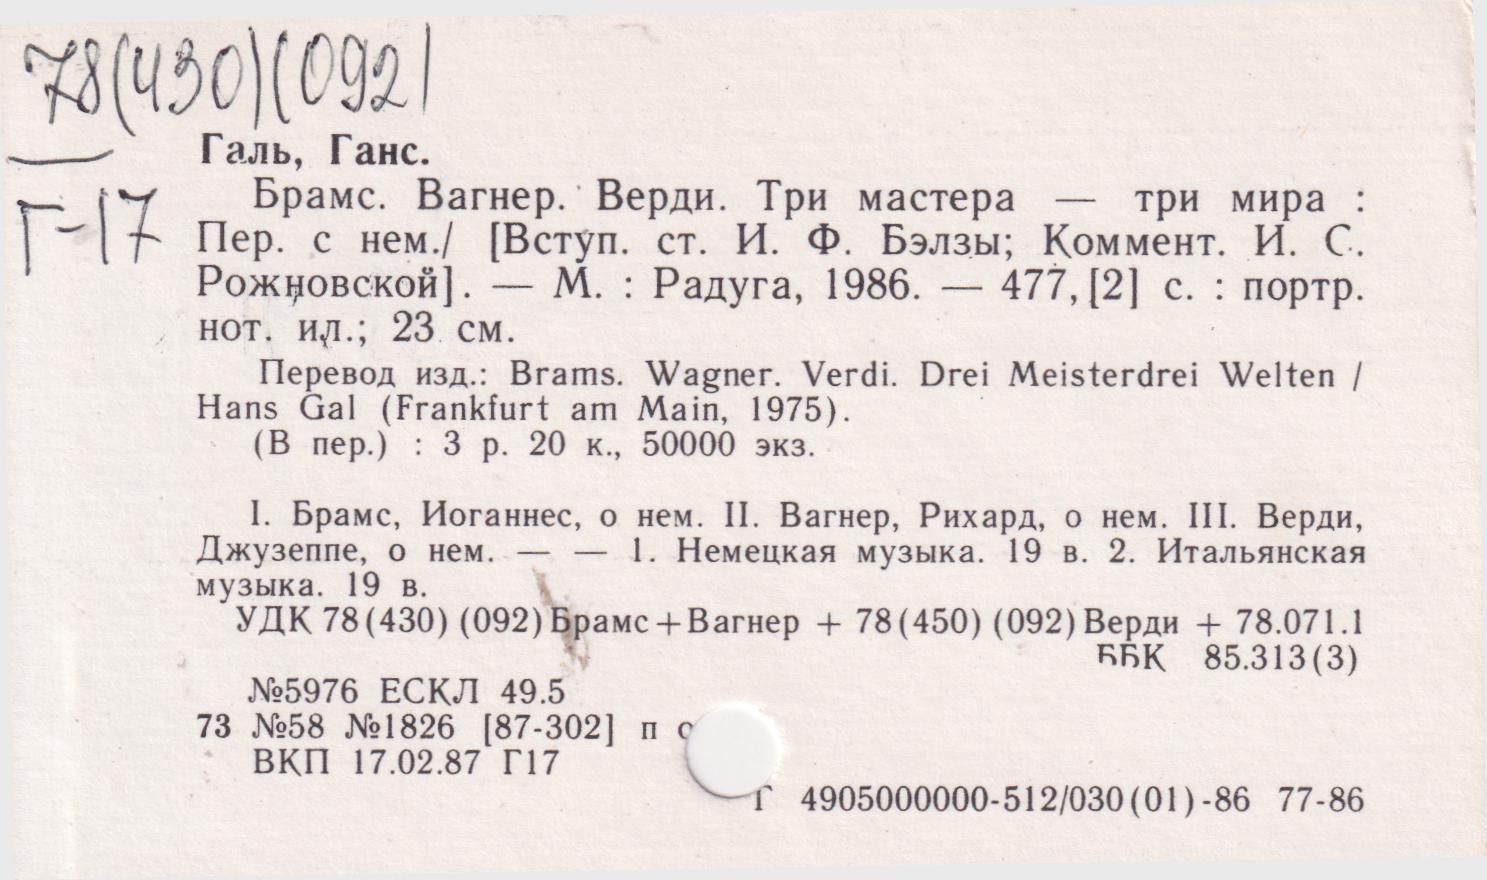 78(430)(092)
Г-17
Галь, Ганс.
Брамс. Вагнер. Верди. Три мастера — три мира :
Пер. с нем./ [Вступ. ст. И. Ф. Бэлзы; Коммент. И. С.
Рожновской]. — М. : Радуга, 1986. — 477, [2] с. : портр.
нот. ил.; 23 см.
Перевод изд.: Brams. Wagner. Verdi. Drei Meisterdrei Welten /
Hans Gal (Frankfurt am Main, 1975).
(В пер.) : 3 р. 20 к., 50000 экз.
I. Брамс, Иоганнес, о нем. II. Вагнер, Рихард, о нем. III. Верди,
Джузеппе, о нем. — — 1. Немецкая музыка. 19 в. 2. Итальянская
музыка. 19 в.
УДК 78(430) (092) Брамс+Вагнер + 78(450) (092) Верди + 78.071.1
ББК 85.313(3)
№5976 ЕСКЛ 49.5
73 №58 №1826 [87-302] п
ВКП 17.02.87 Г17
Г 4905000000-512/030(01)-86 77-86